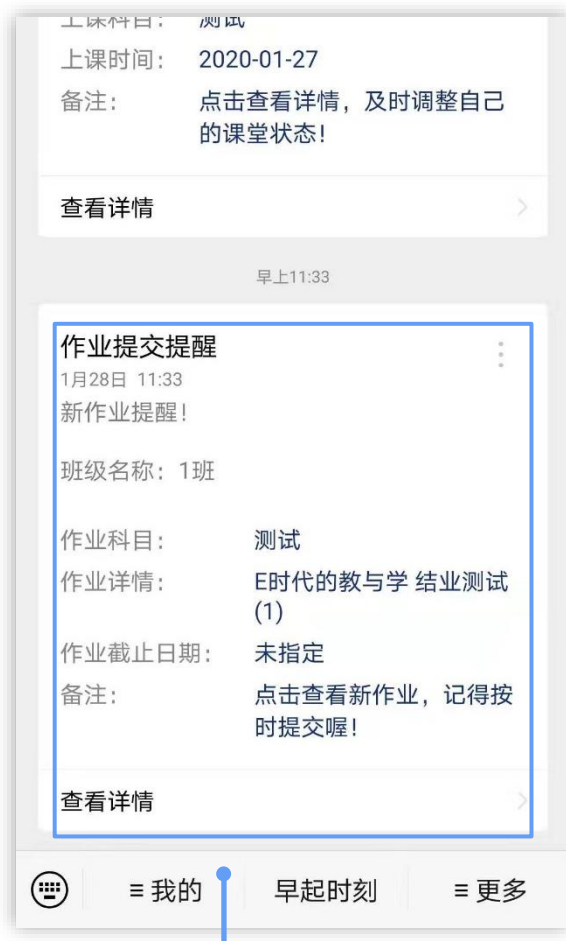 上课科目： 测试
上课时间： 2020-01-27
备注： 点击查看详情，及时调整自己
的课堂状态！
查看详情
早上11:33
作业提交提醒
1月28日 11:33
新作业提醒！
班级名称：1班
作业科目： 测试
作业详情： E时代的教与学 结业测试
(1)
作业截止日期： 未指定
备注： 点击查看新作业，记得按
时提交喔！
查看详情
≡ 我的 早起时刻 ≡ 更多